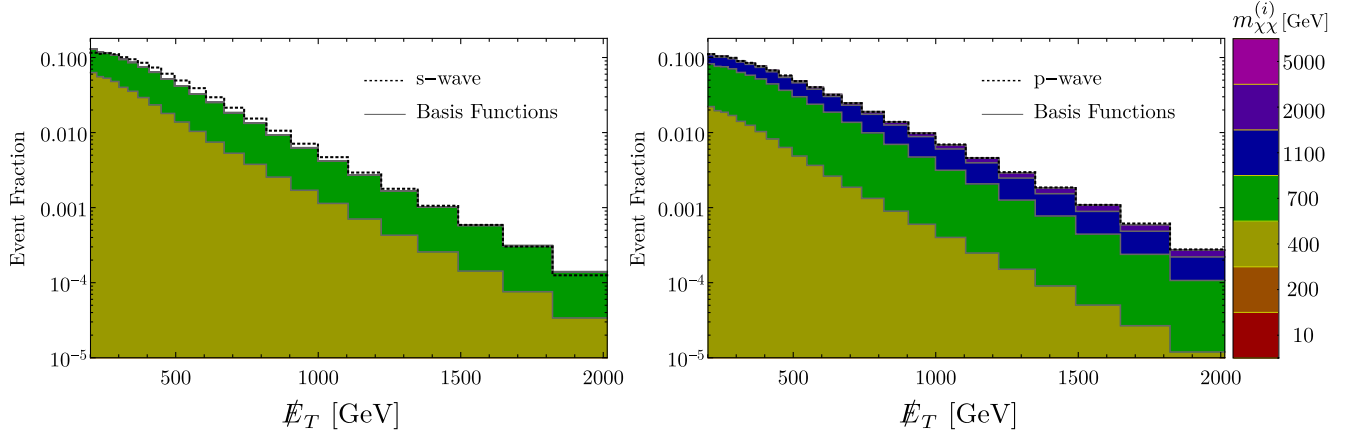 Event Fraction
0.100
0.010
0.001
10⁻⁴
10⁻⁵
s-wave
Basis Functions
500 1000 1500 2000
E̸_T [GeV]
Event Fraction
0.100
0.010
0.001
10⁻⁴
10⁻⁵
p-wave
Basis Functions
500 1000 1500 2000
E̸_T [GeV]
m_χχ^(i) [GeV]
5000
2000
1100
700
400
200
10